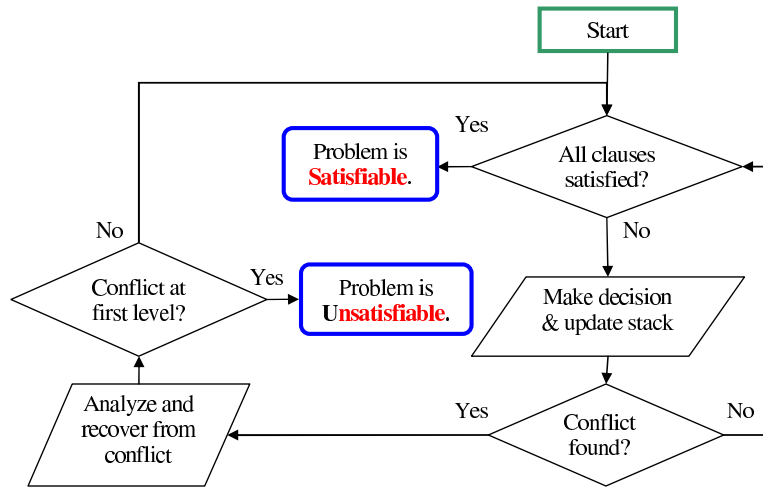 Start
Yes
All clauses
satisfied?
Problem is
Satisfiable.
No
No
Conflict at
first level?
Yes
Problem is
Unsatisfiable.
Make decision
& update stack
Analyze and
recover from
conflict
Yes
Conflict
found?
No